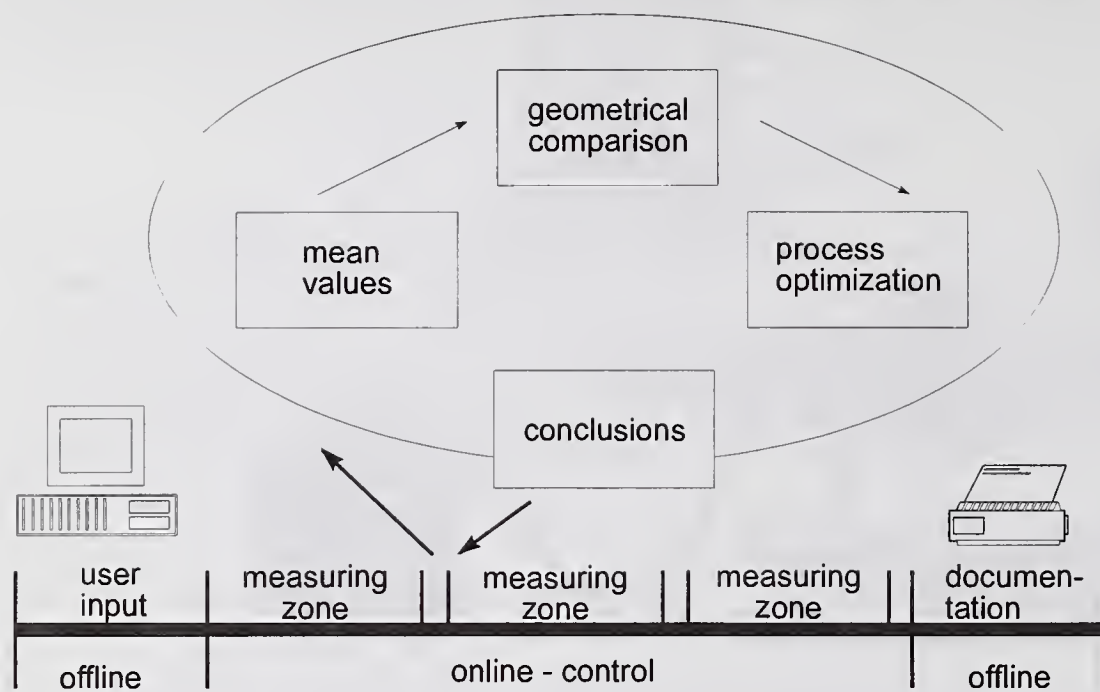 geometrical
comparison
mean
values
process
optimization
conclusions
user
input
measuring
zone
measuring
zone
measuring
zone
documen-
tation
offline
online - control
offline